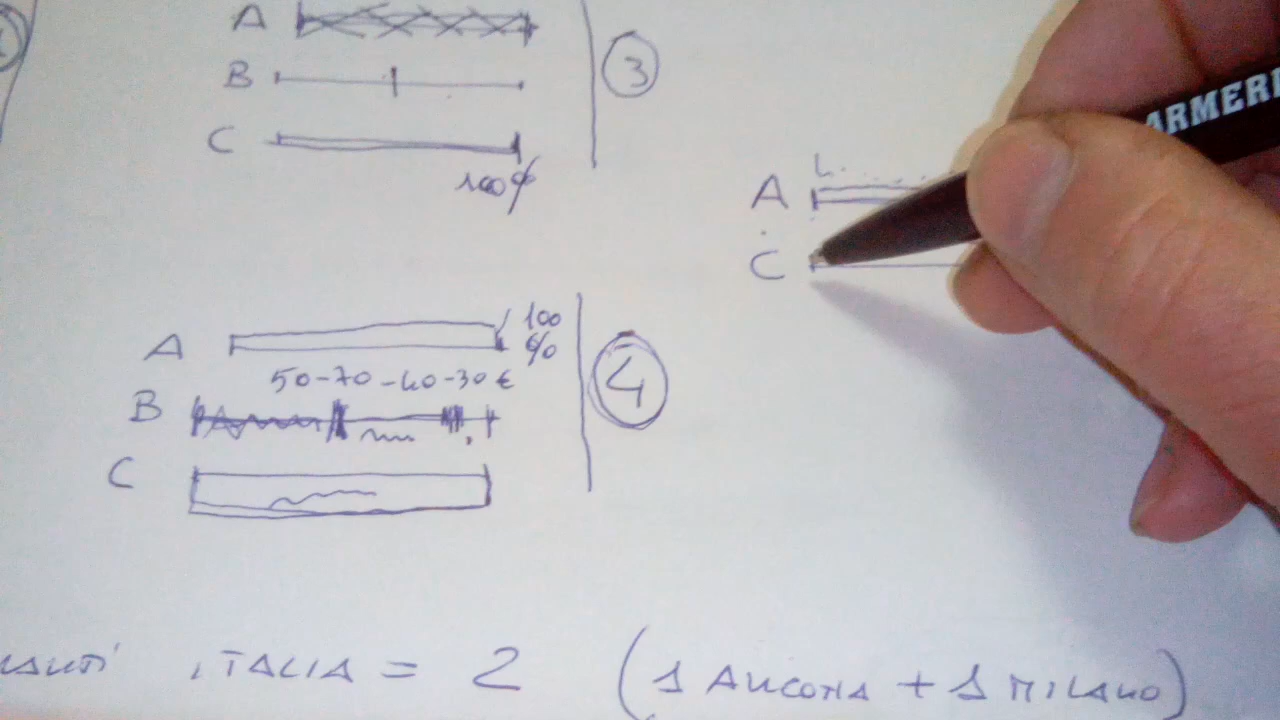 A
B
C
100%
3
A
C
ARMERI
A
100
%
50-70-40-30 €
B
C
4
ITALIA = 2 (1 ANCONA + 1 MILANO)